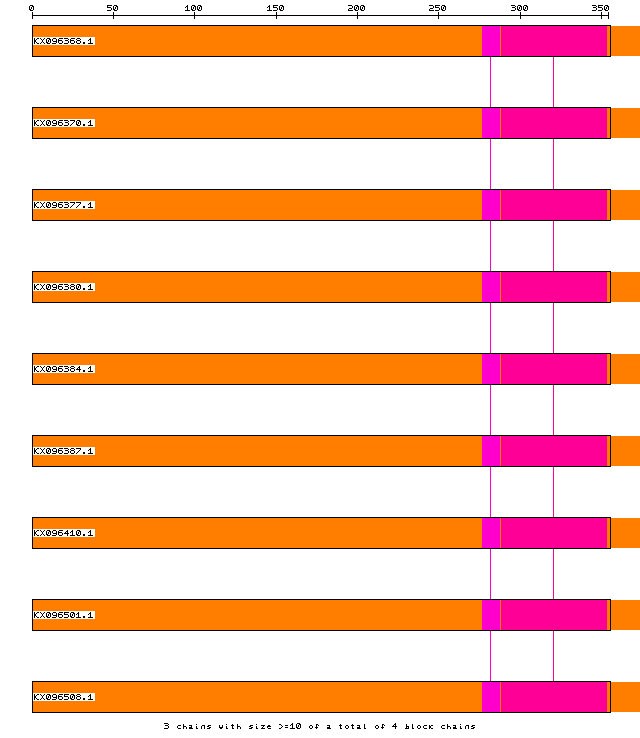 0 50 100 150 200 250 300 350
KX096368.1
KX096370.1
KX096377.1
KX096380.1
KX096384.1
KX096387.1
KX096410.1
KX096501.1
KX096508.1
3 chains with size >=10 of a total of 4 block chains